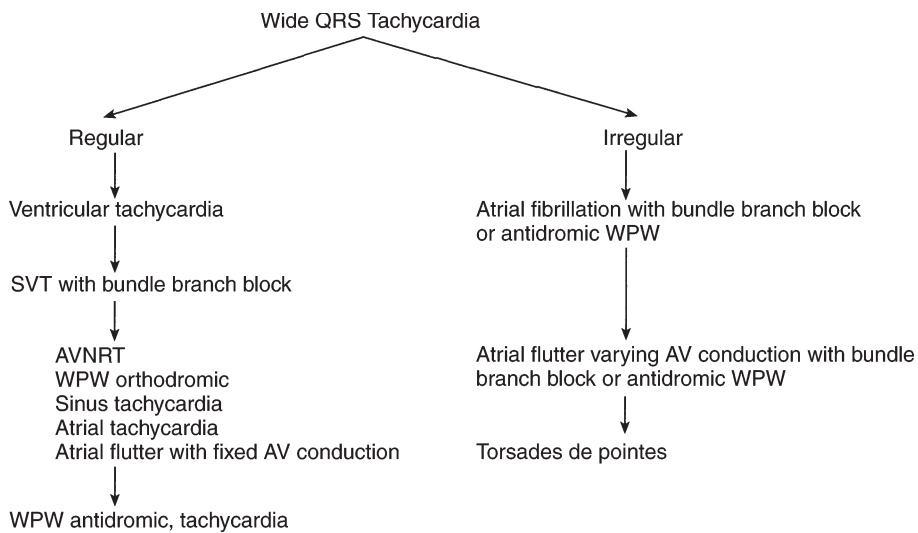 Wide QRS Tachycardia
Regular
Ventricular tachycardia
SVT with bundle branch block
AVNRT
WPW orthodromic
Sinus tachycardia
Atrial tachycardia
Atrial flutter with fixed AV conduction
WPW antidromic, tachycardia
Irregular
Atrial fibrillation with bundle branch block
or antidromic WPW
Atrial flutter varying AV conduction with bundle
branch block or antidromic WPW
Torsades de pointes